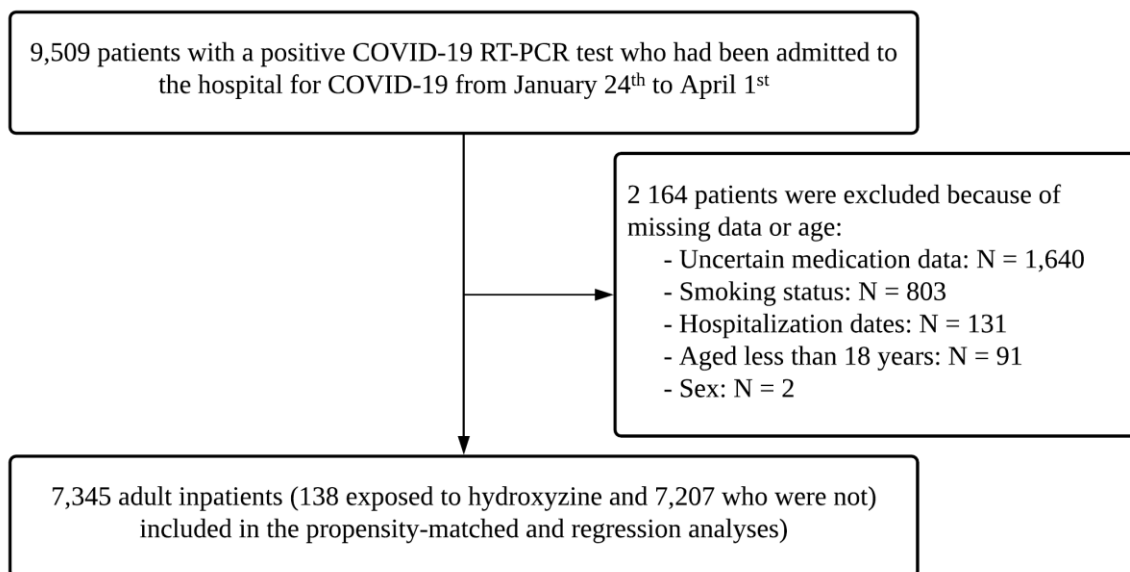 9,509 patients with a positive COVID-19 RT-PCR test who had been admitted to
the hospital for COVID-19 from January 24th to April 1st
2 164 patients were excluded because of
missing data or age:
- Uncertain medication data: N = 1,640
- Smoking status: N = 803
- Hospitalization dates: N = 131
- Aged less than 18 years: N = 91
- Sex: N = 2
7,345 adult inpatients (138 exposed to hydroxyzine and 7,207 who were not)
included in the propensity-matched and regression analyses)